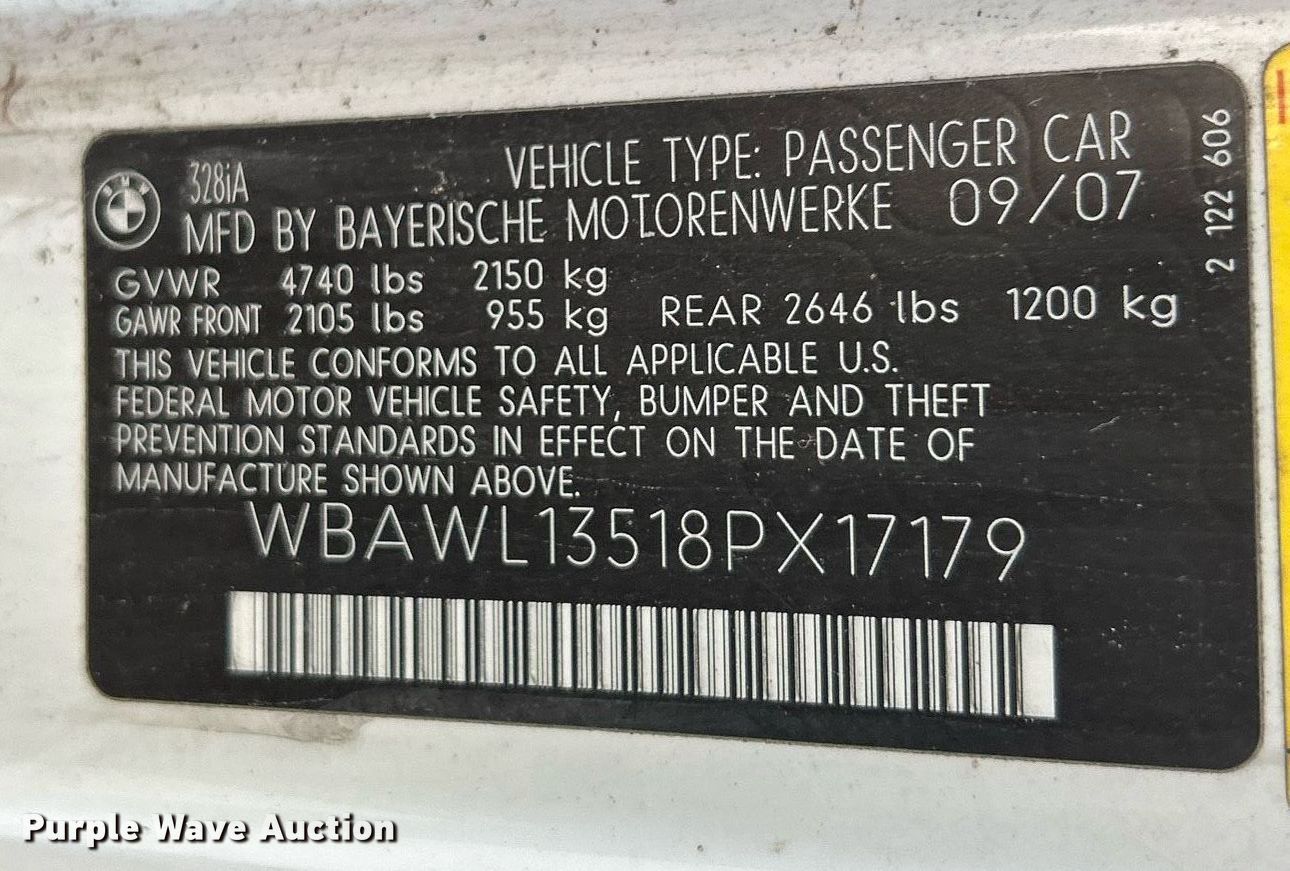 BMW
328iA
VEHICLE TYPE: PASSENGER CAR
MFD BY BAYERISCHE MOTORENWERKE 09/07
GVWR 4740 lbs 2150 kg
GAWR FRONT 2105 lbs 955 kg REAR 2646 lbs 1200 kg
THIS VEHICLE CONFORMS TO ALL APPLICABLE U.S.
FEDERAL MOTOR VEHICLE SAFETY, BUMPER AND THEFT
PREVENTION STANDARDS IN EFFECT ON THE DATE OF
MANUFACTURE SHOWN ABOVE.
WBAWL13518PX17179
2 122 606
Purple Wave Auction